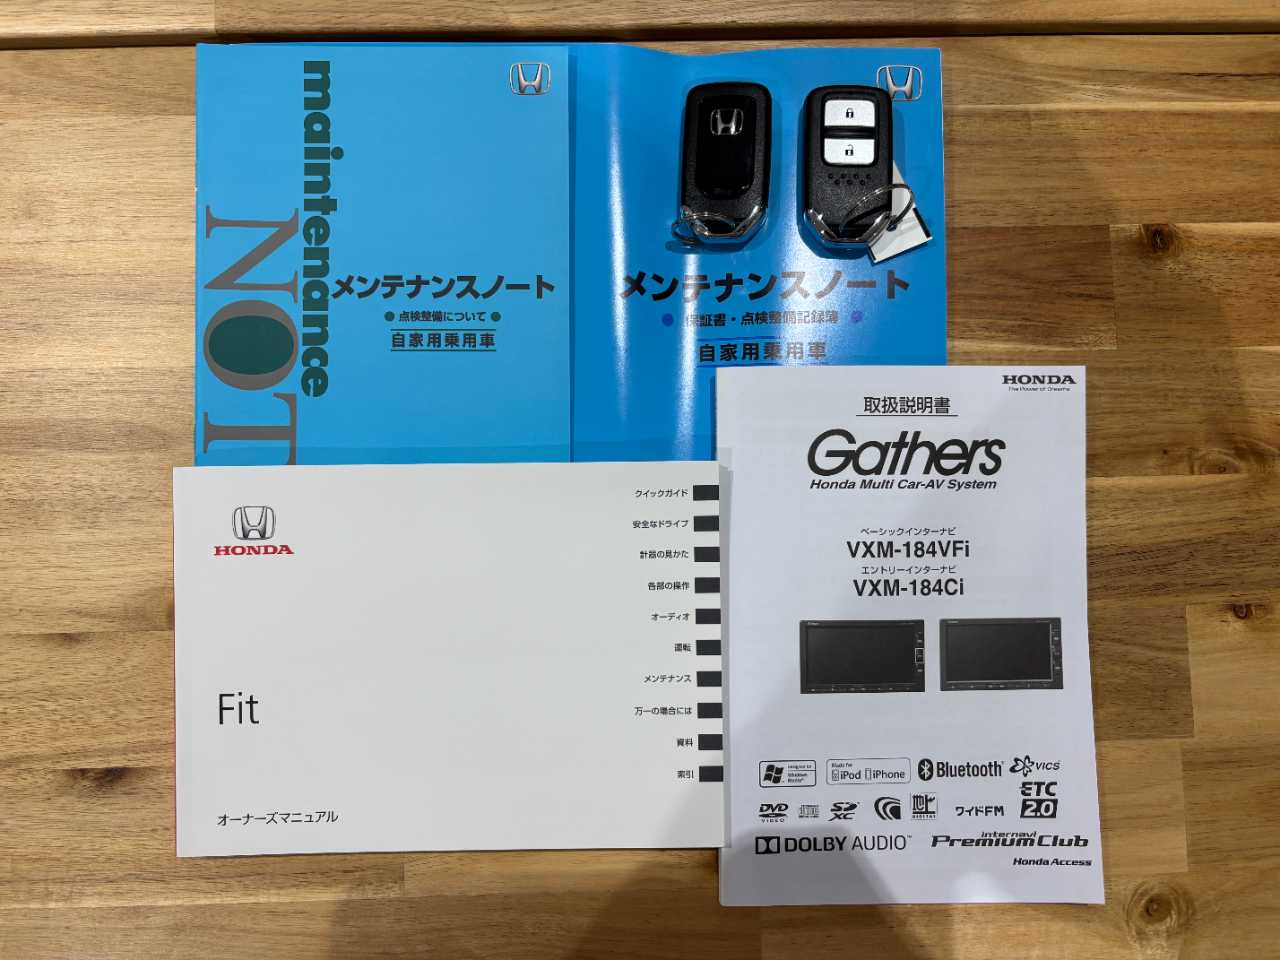 maintenance
NOT
メンテナンスノート
● 点検整備について ●
自家用乗用車
メンテナンスノート
● 保証書・点検整備記録簿 ●
自家用乗用車
HONDA
The Power of Dreams
取扱説明書
Gathers
Honda Multi Car-AV System
ベーシックインターナビ
VXM-184VFi
エントリーインターナビ
VXM-184Ci
Made for
iPod iPhone
Bluetooth
VICS
DVD
VIDEO
SD
XC
ワイドFM
ETC
2.0
DOLBY AUDIO™
internavi
PremiumClub
Honda Access
HONDA
Fit
オーナーズマニュアル
クイックガイド
安全なドライブ
計器の見かた
各部の操作
オーディオ
運転
メンテナンス
万一の場合には
資料
索引